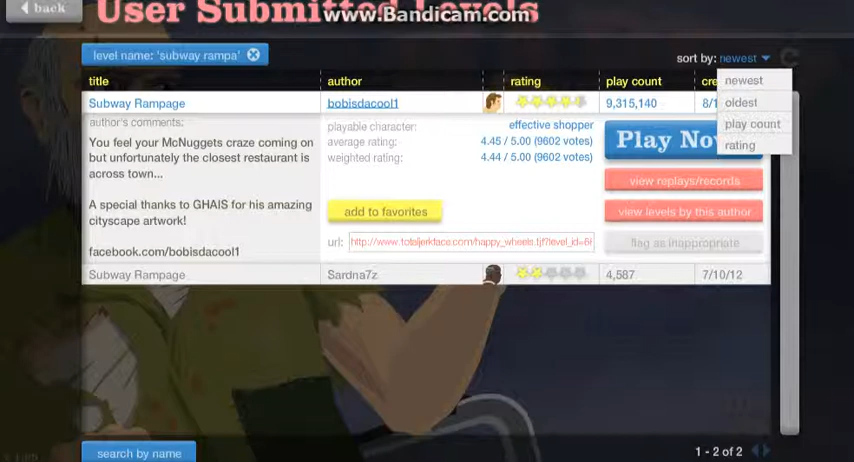 back
User Submitted Levels
www.Bandicam.com
level name: 'subway rampa'
sort by: newest
title author rating play count cre
newest
oldest
play count
rating
Subway Rampage bobisdacool1 9,315,140 8/1
author's comments:
You feel your McNuggets craze coming on
but unfortunately the closest restaurant is
across town...
A special thanks to GHAIS for his amazing
cityscape artwork!
facebook.com/bobisdacool1
playable character: effective shopper
average rating: 4.45 / 5.00 (9602 votes)
weighted rating: 4.44 / 5.00 (9602 votes)
add to favorites
url: http://www.totaljerkface.com/happy_wheels.tjf?level_id=6
Play No
view replays/records
view levels by this author
flag as inappropriate
Subway Rampage Sardna7z 4,587 7/10/12
search by name
1 - 2 of 2